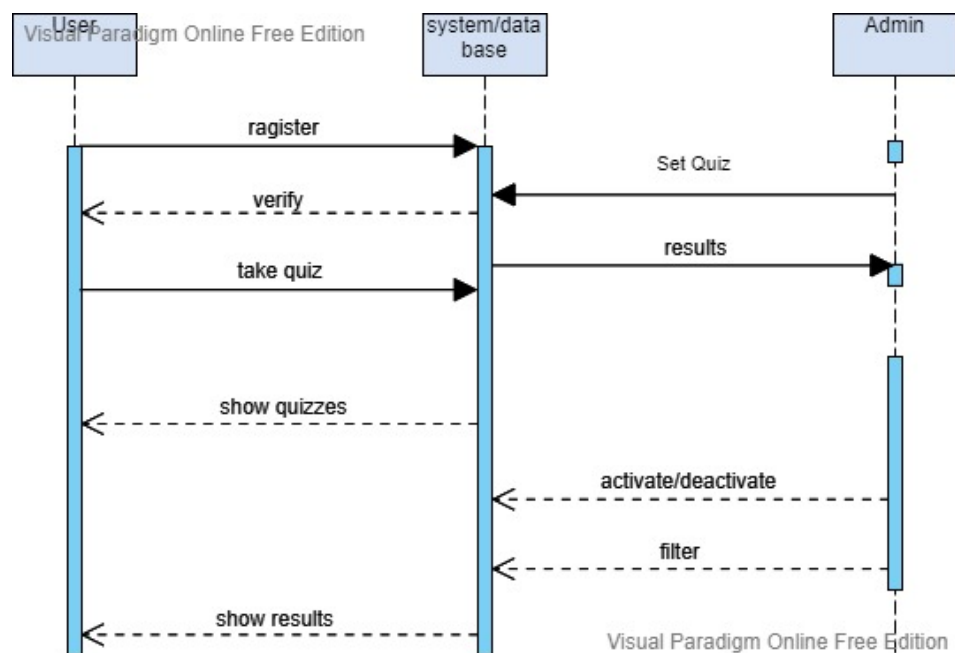 User
Visual Paradigm Online Free Edition
system/data
base
Admin
ragister
Set Quiz
verify
results
take quiz
show quizzes
activate/deactivate
filter
show results
Visual Paradigm Online Free Edition